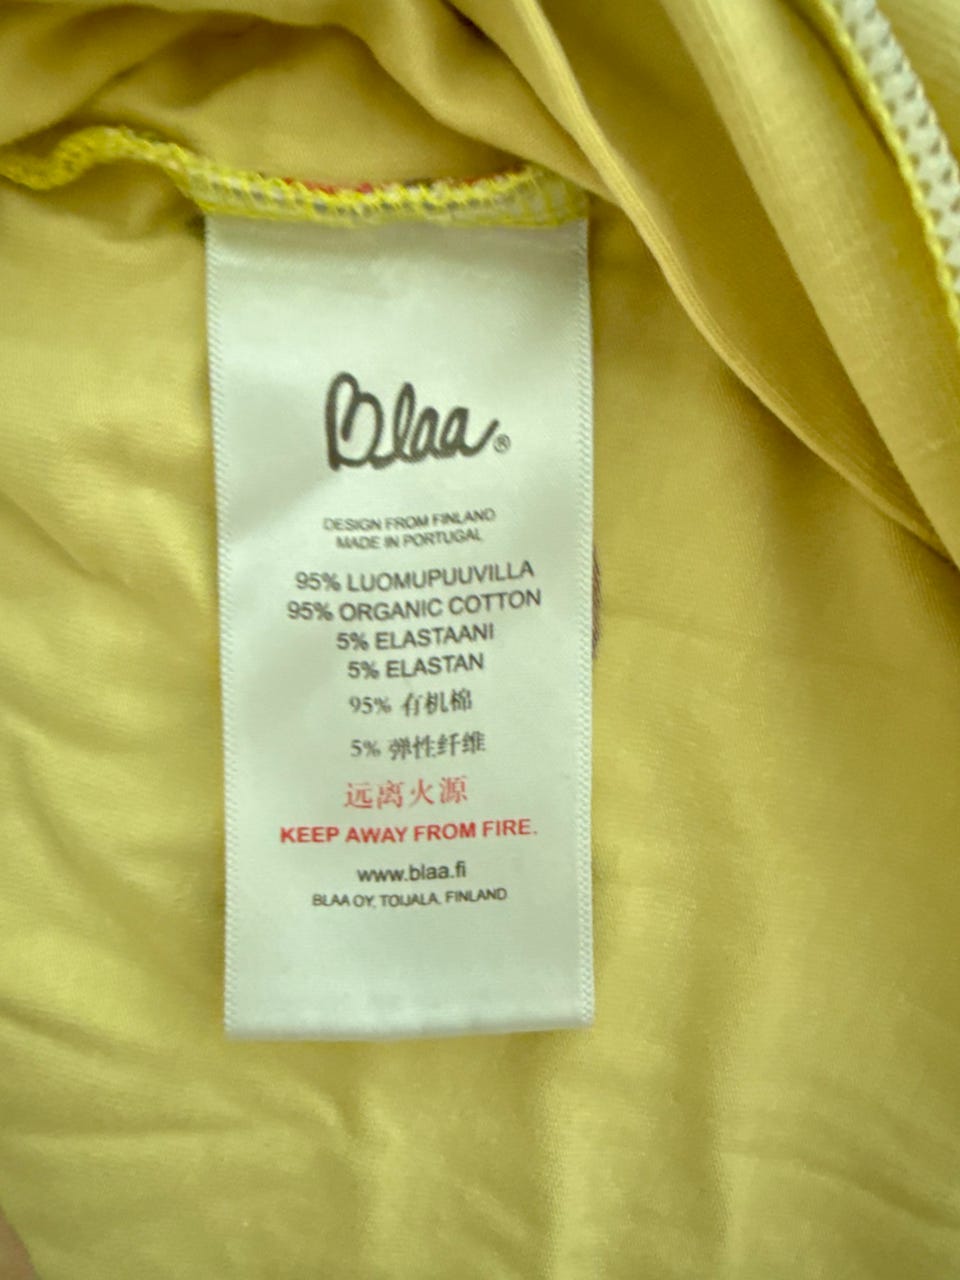 Blaa®
DESIGN FROM FINLAND
MADE IN PORTUGAL
95% LUOMUPUUVILLA
95% ORGANIC COTTON
5% ELASTAANI
5% ELASTAN
95% 有机棉
5% 弹性纤维
远离火源
KEEP AWAY FROM FIRE.
www.blaa.fi
BLAA OY, TOIJALA, FINLAND